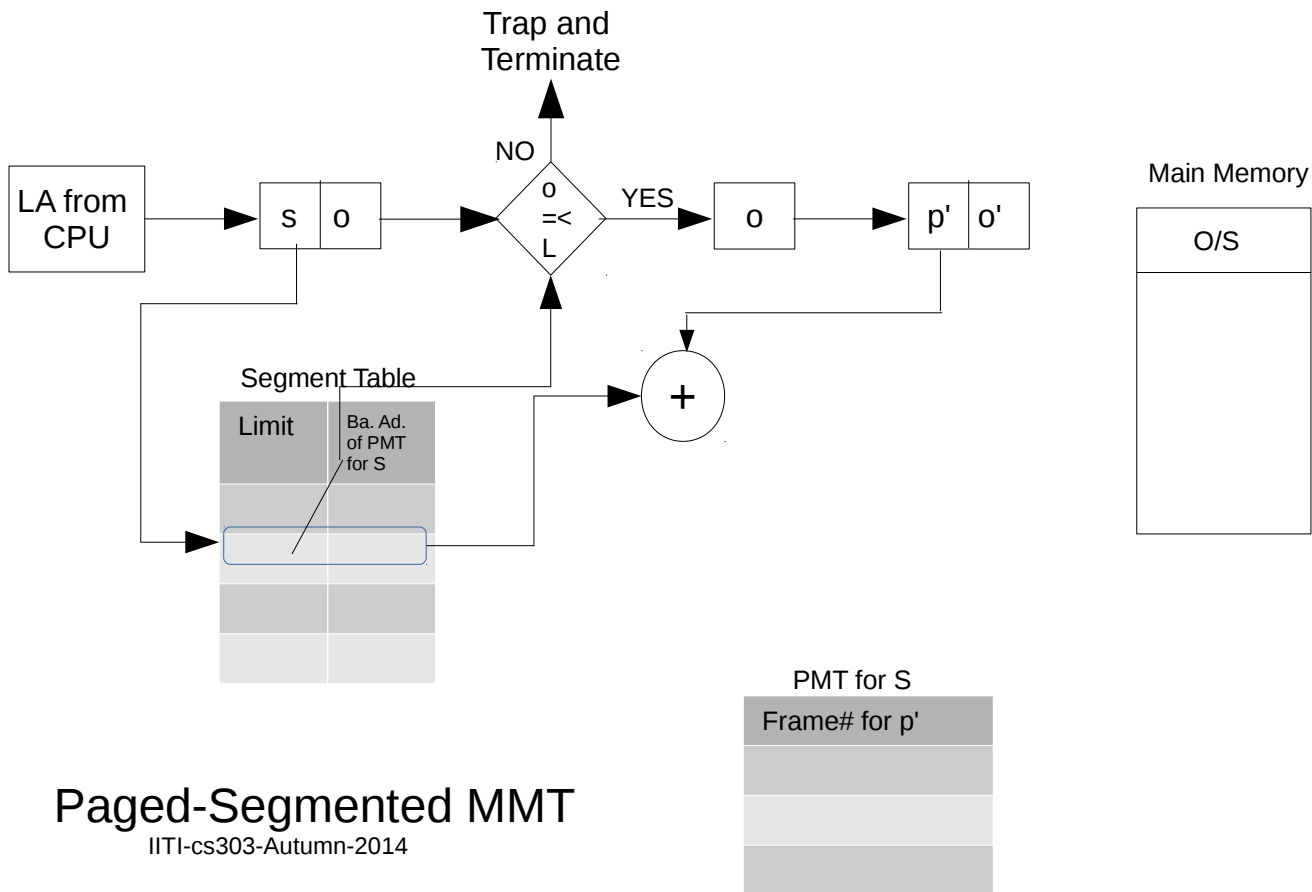 Trap and
Terminate
NO
LA from
CPU
s
o
o
=<
L
YES
o
p'
o'
Main Memory
O/S
Segment Table
Limit
Ba. Ad.
of PMT
for S
+
PMT for S
Frame# for p'
Paged-Segmented MMT
IITI-cs303-Autumn-2014